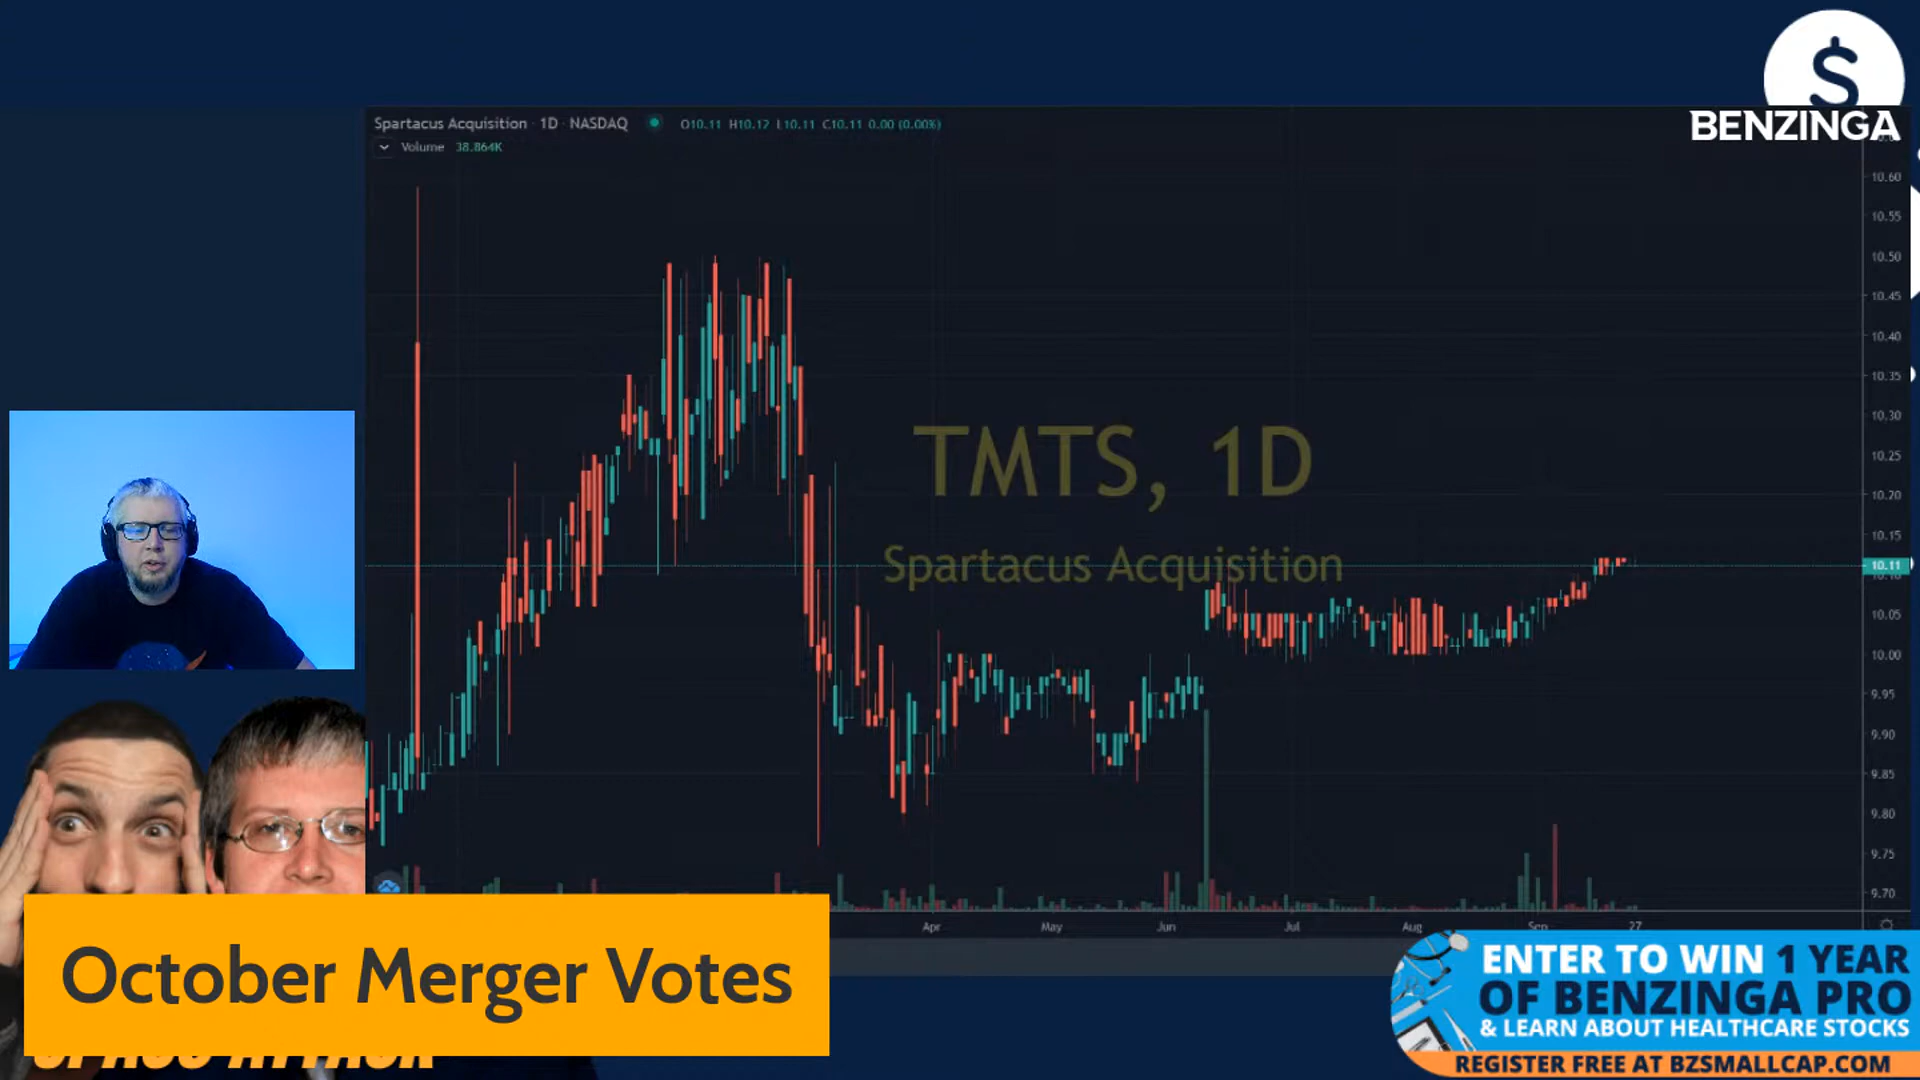 Spartacus Acquisition · 1D · NASDAQ O10.11 H10.12 L10.11 C10.11 0.00 (0.00%)
Volume 38.864K
$
BENZINGA
10.60
10.55
10.50
10.45
10.40
10.35
10.30
10.25
10.20
10.15
10.11
10.10
10.05
10.00
9.95
9.90
9.85
9.80
9.75
9.70
TMTS, 1D
Spartacus Acquisition
Apr May Jun Jul Aug Sep 27
October Merger Votes
ENTER TO WIN 1 YEAR
OF BENZINGA PRO
& LEARN ABOUT HEALTHCARE STOCKS
REGISTER FREE AT BZSMALLCAP.COM